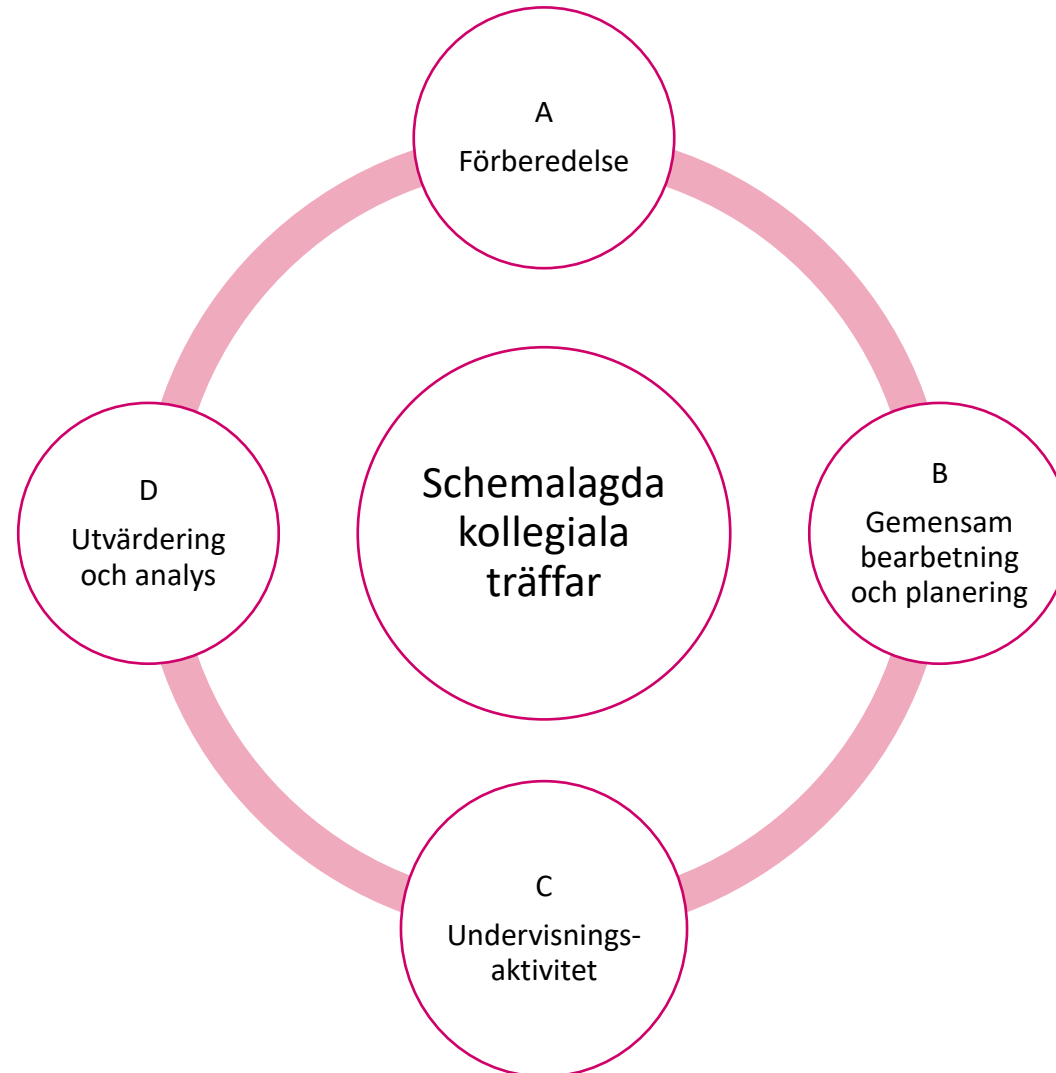 A
Förberedelse
B
Gemensam
bearbetning
och planering
C
Undervisnings-
aktivitet
D
Utvärdering
och analys
Schemalagda
kollegiala
träffar